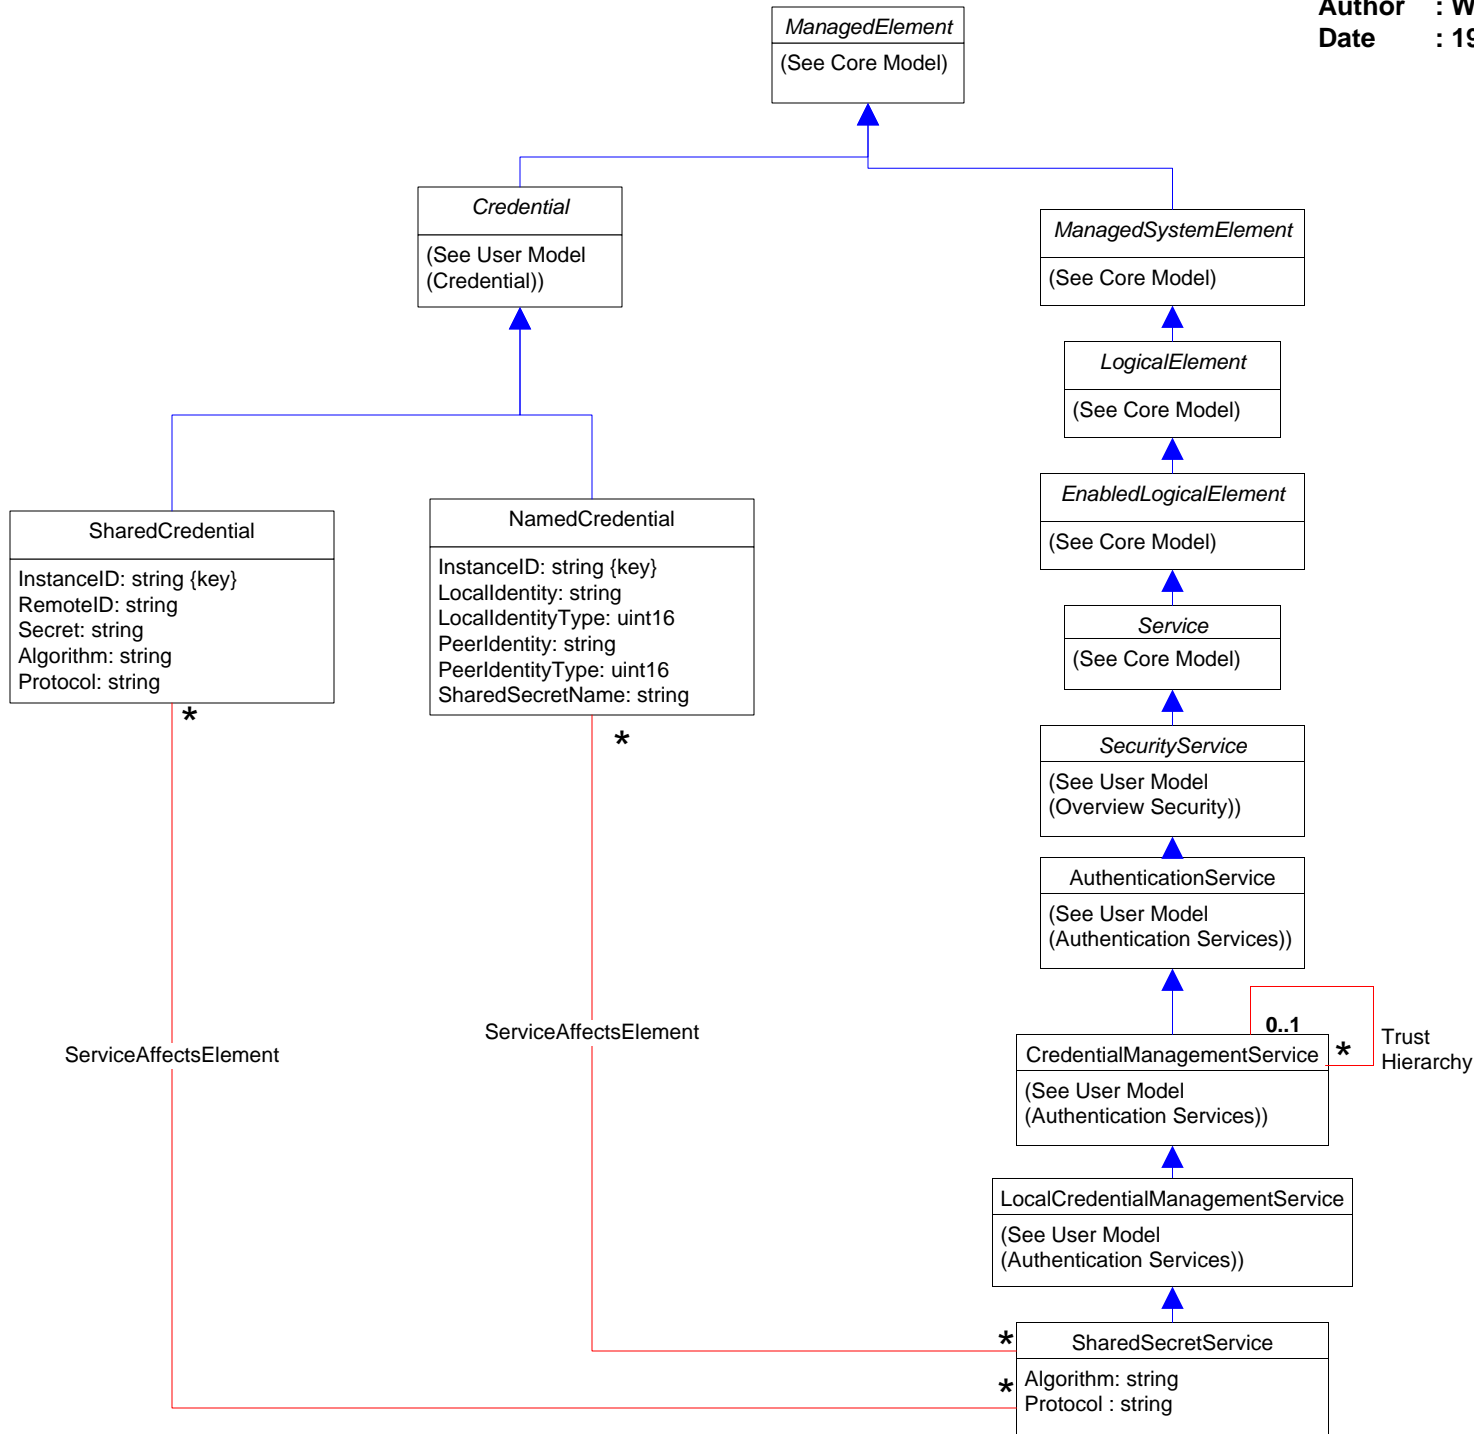 Author : W
Date : 19
ManagedElement
(See Core Model)
Credential
(See User Model
(Credential))
ManagedSystemElement
(See Core Model)
LogicalElement
(See Core Model)
EnabledLogicalElement
(See Core Model)
SharedCredential
InstanceID: string {key}
RemoteID: string
Secret: string
Algorithm: string
Protocol: string
*
NamedCredential
InstanceID: string {key}
LocalIdentity: string
LocalIdentityType: uint16
PeerIdentity: string
PeerIdentityType: uint16
SharedSecretName: string
*
Service
(See Core Model)
SecurityService
(See User Model
(Overview Security))
AuthenticationService
(See User Model
(Authentication Services))
ServiceAffectsElement
ServiceAffectsElement
0..1
*
Trust
Hierarchy
CredentialManagementService
(See User Model
(Authentication Services))
LocalCredentialManagementService
(See User Model
(Authentication Services))
*
*
SharedSecretService
Algorithm: string
Protocol : string